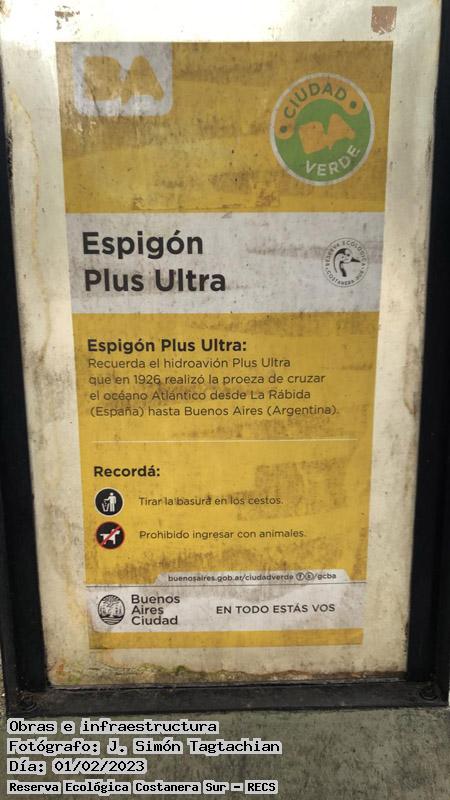 BA
CIUDAD
BA
VERDE
Espigón
Plus Ultra
RESERVA ECOLÓGICA
COSTANERA SUR
Espigón Plus Ultra:
Recuerda el hidroavión Plus Ultra
que en 1926 realizó la proeza de cruzar
el océano Atlántico desde La Rábida
(España) hasta Buenos Aires (Argentina).
Recordá:
Tirar la basura en los cestos.
Prohibido ingresar con animales.
buenosaires.gob.ar/ciudadverde /gcba
Buenos
Aires
Ciudad
EN TODO ESTÁS VOS
Obras e infraestructura
Fotógrafo: J. Simón Tagtachian
Día: 01/02/2023
Reserva Ecológica Costanera Sur - RECS